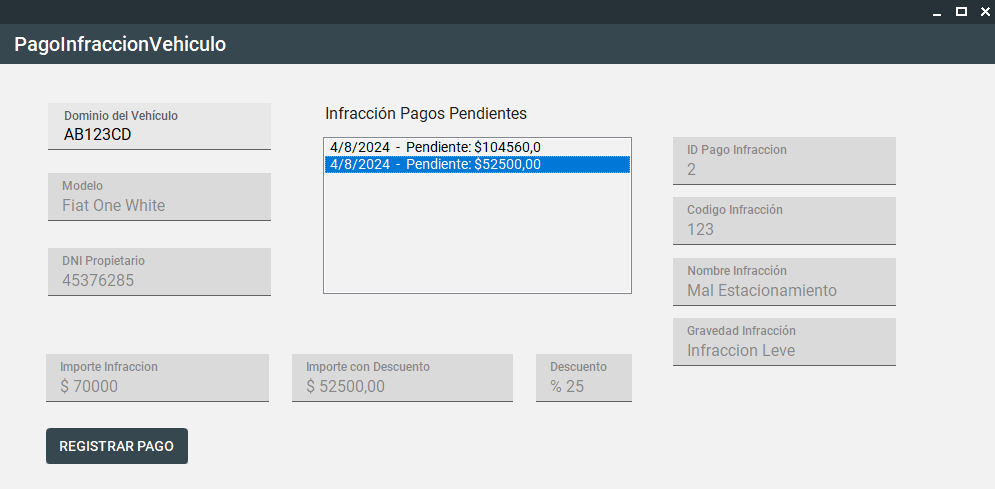 PagoInfraccionVehiculo
Dominio del Vehículo
AB123CD
Modelo
Fiat One White
DNI Propietario
45376285
Infracción Pagos Pendientes
4/8/2024 - Pendiente: $104560,0
4/8/2024 - Pendiente: $52500,00
ID Pago Infraccion
2
Codigo Infracción
123
Nombre Infracción
Mal Estacionamiento
Gravedad Infracción
Infraccion Leve
Importe Infraccion
$ 70000
Importe con Descuento
$ 52500,00
Descuento
% 25
REGISTRAR PAGO